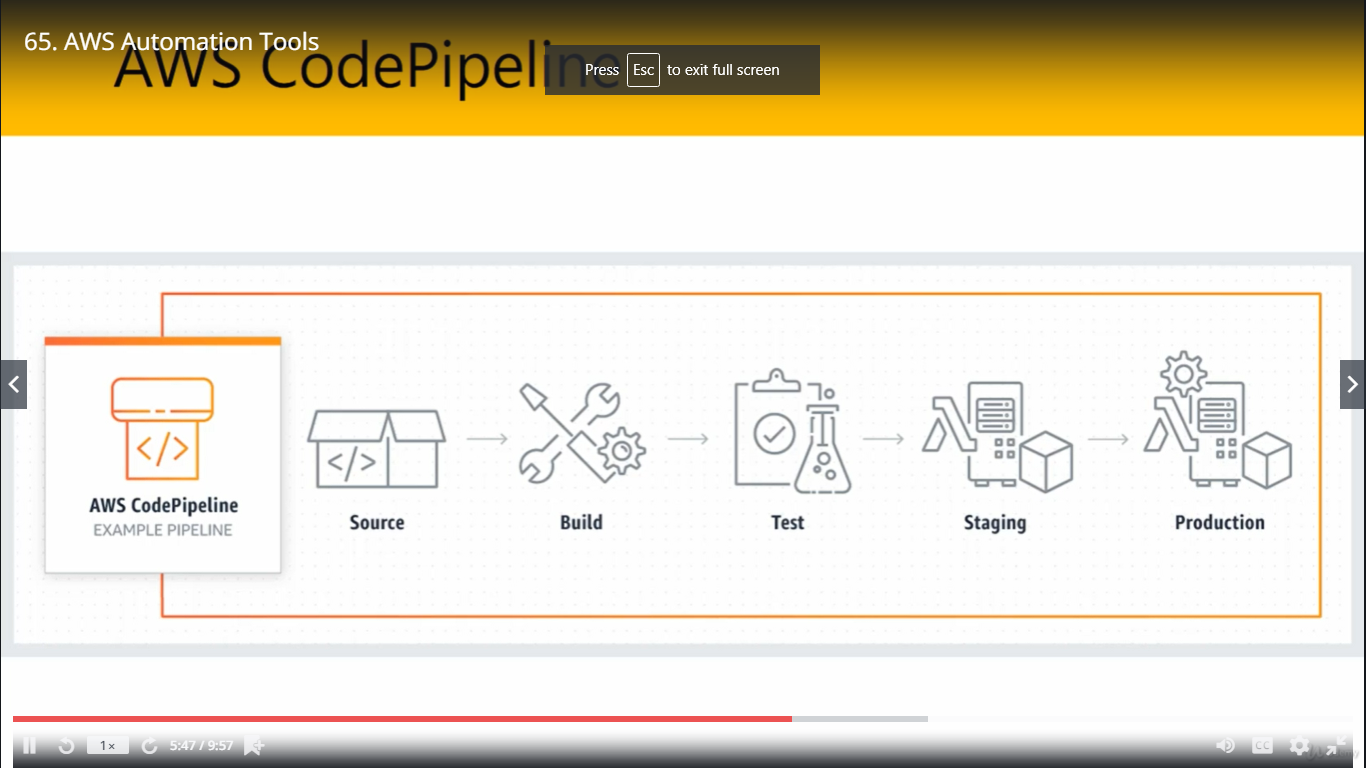 65. AWS Automation Tools
AWS CodePipeline
Press Esc to exit full screen
</>
AWS CodePipeline
EXAMPLE PIPELINE
</>
Source
Build
Test
Staging
Production
1×
5:47 / 9:57
CC